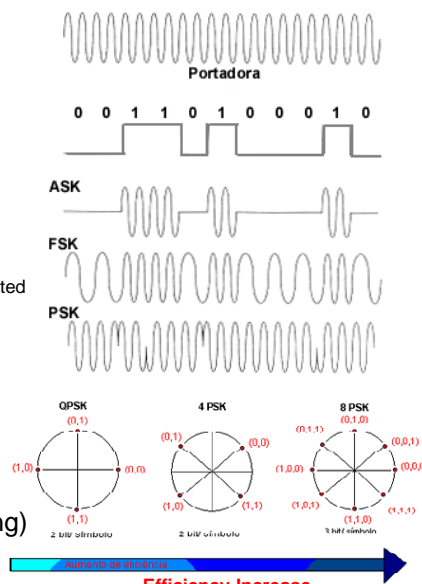 Portadora
0 0 1 1 0 1 0 0 0 1 0
ASK
FSK
ted
PSK
QPSK 4 PSK 8 PSK
(0,1) (0,1,0)
(0,1) (0,0) (0,1,1) (0,0,1)
(1,0) (0,0) (1,0,0) (0,0,
(1,0) (1,1) (1,0,1) (1,1,1)
(1,1) (1,1,0)
2 bit/ símbolo 2 bit/ símbolo 3 bit/ símbolo
ng)
Aumento de eficiência
Efficiency Increase